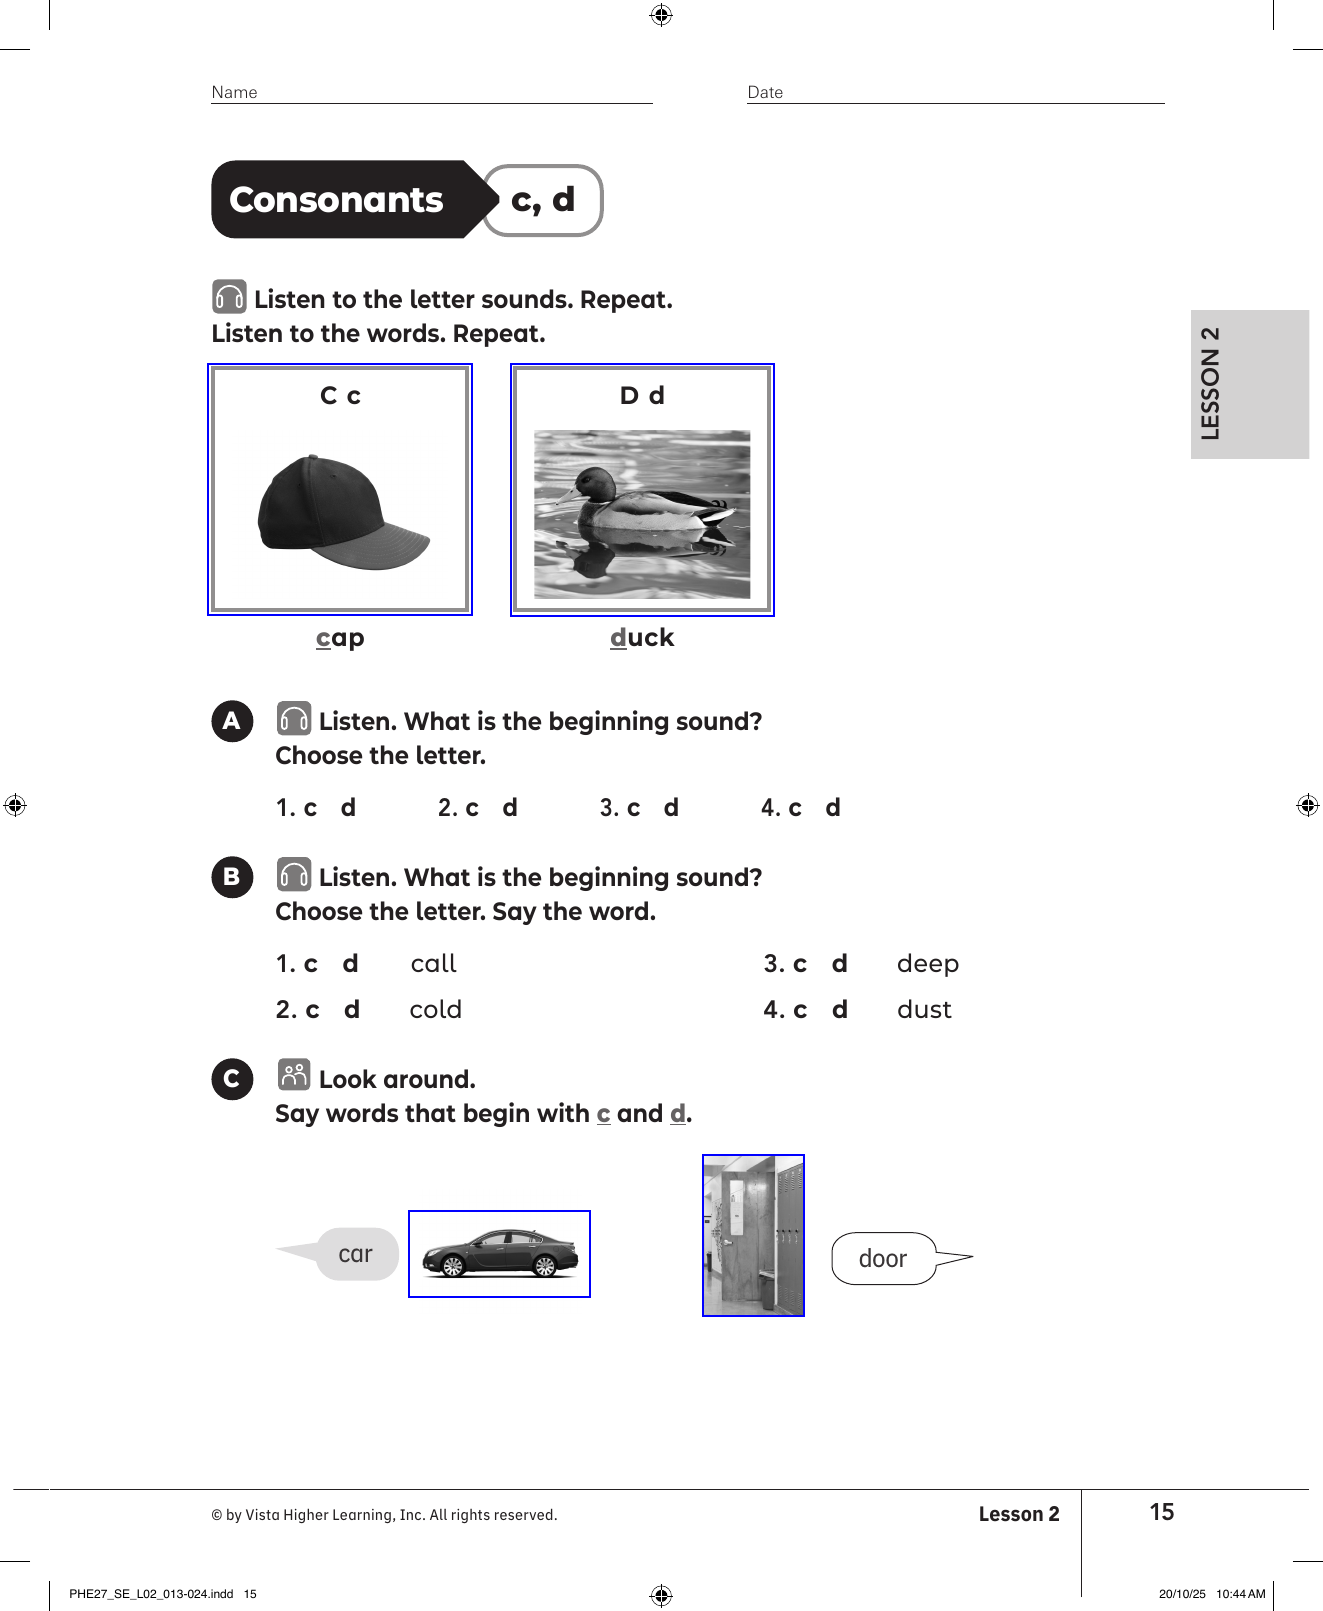 Name Date
Consonants c, d
Listen to the letter sounds. Repeat.
Listen to the words. Repeat.
LESSON 2
C c D d
cap duck
A Listen. What is the beginning sound?
Choose the letter.
1. c d 2. c d 3. c d 4. c d
B Listen. What is the beginning sound?
Choose the letter. Say the word.
1. c d call 3. c d deep
2. c d cold 4. c d dust
C Look around.
Say words that begin with c and d.
car door
© by Vista Higher Learning, Inc. All rights reserved. Lesson 2 15
PHE27_SE_L02_013-024.indd 15 20/10/25 10:44 AM